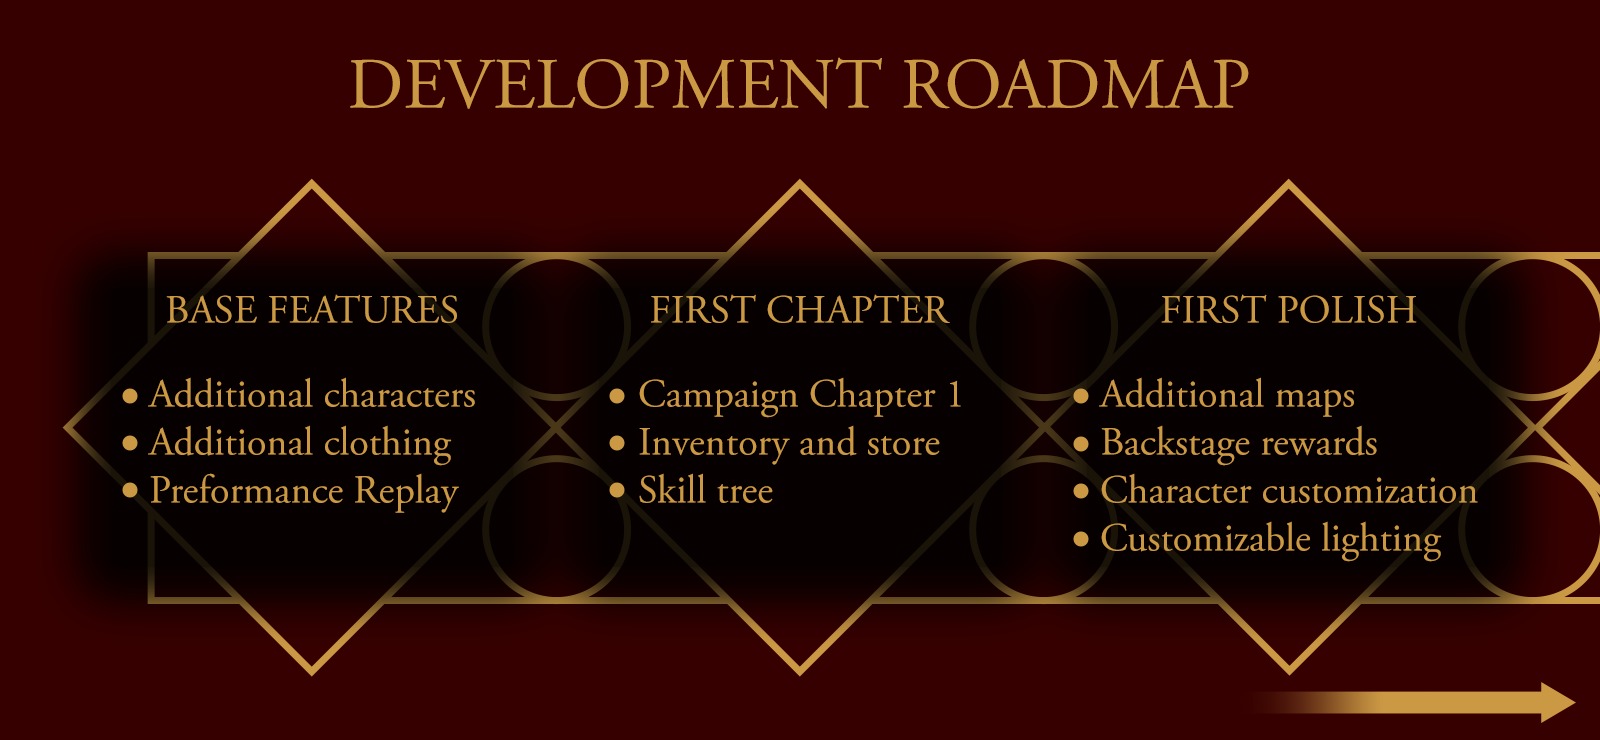 DEVELOPMENT ROADMAP
BASE FEATURES
• Additional characters
• Additional clothing
• Preformance Replay
FIRST CHAPTER
• Campaign Chapter 1
• Inventory and store
• Skill tree
FIRST POLISH
• Additional maps
• Backstage rewards
• Character customization
• Customizable lighting